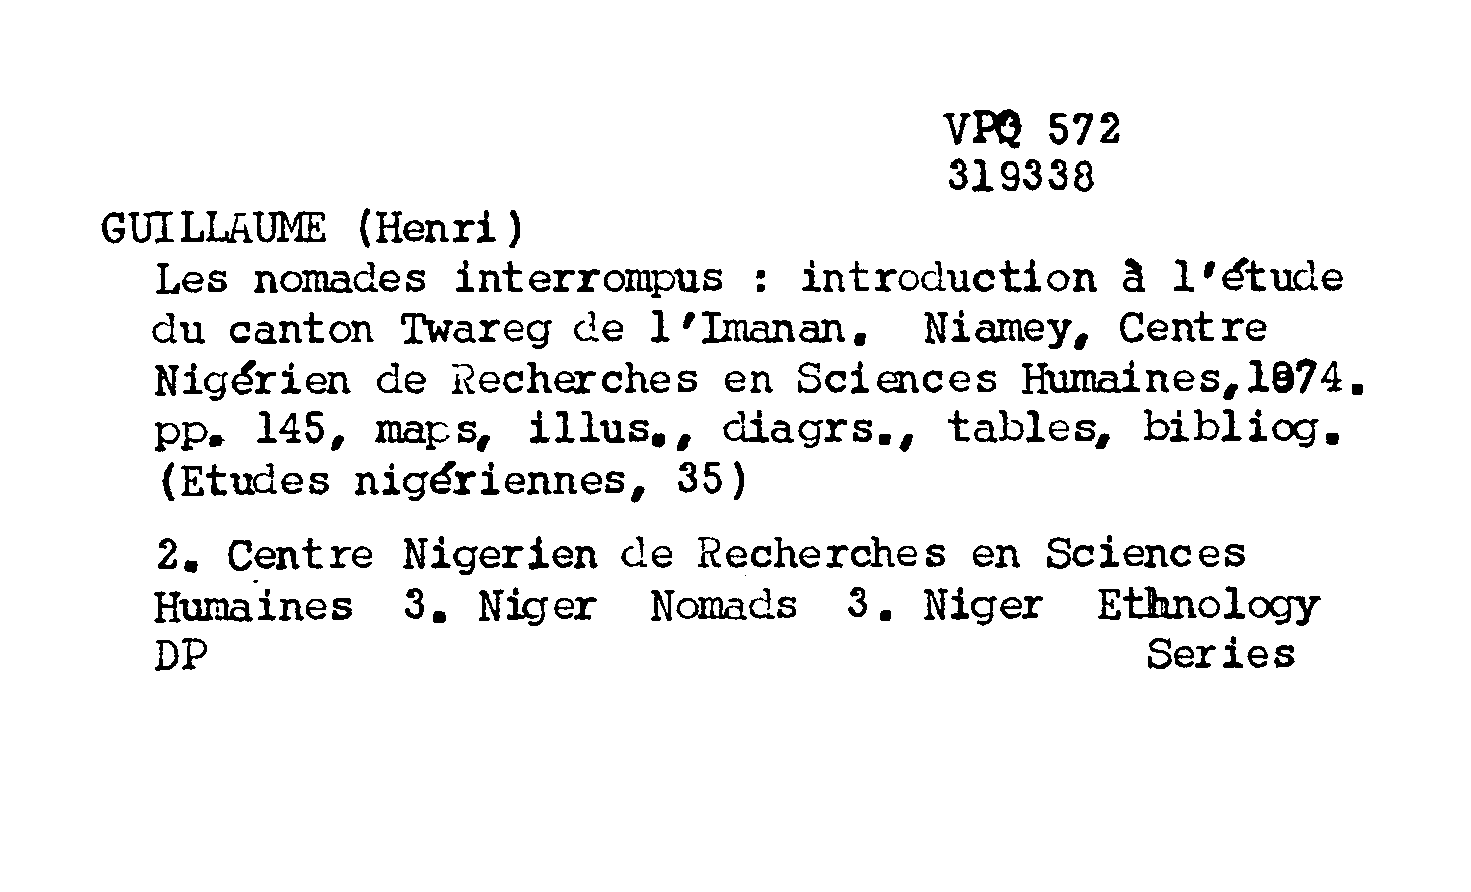 VPQ 572
319338
GUILLAUME (Henri)
Les nomades interrompus : introduction à l'étude
du canton Twareg de l'Imanan. Niamey, Centre
Nigérien de Recherches en Sciences Humaines,1974.
pp. 145, maps, illus., diagrs., tables, bibliog.
(Etudes nigériennes, 35)
2. Centre Nigerien de Recherches en Sciences
Humaines 3. Niger Nomads 3. Niger Ethnology
DP Series